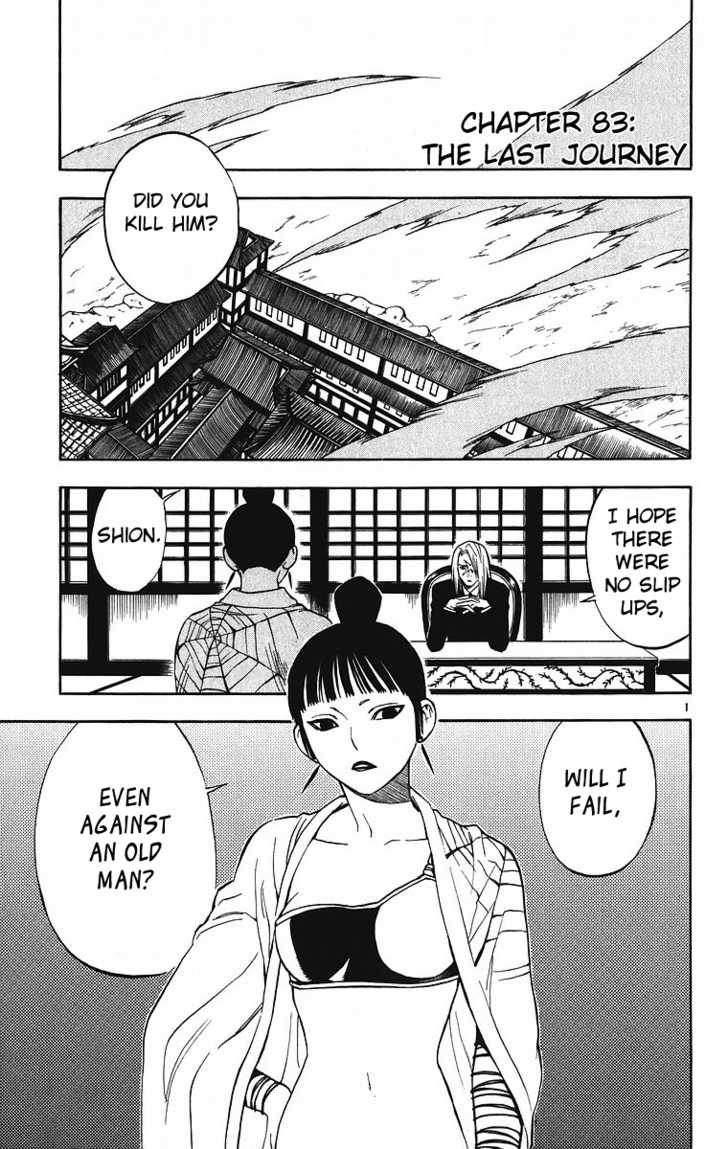 CHAPTER 83:
THE LAST JOURNEY
DID YOU
KILL HIM?
I HOPE
THERE
WERE
NO SLIP
UPS,
SHION.
1
WILL I
FAIL,
EVEN
AGAINST
AN OLD
MAN?